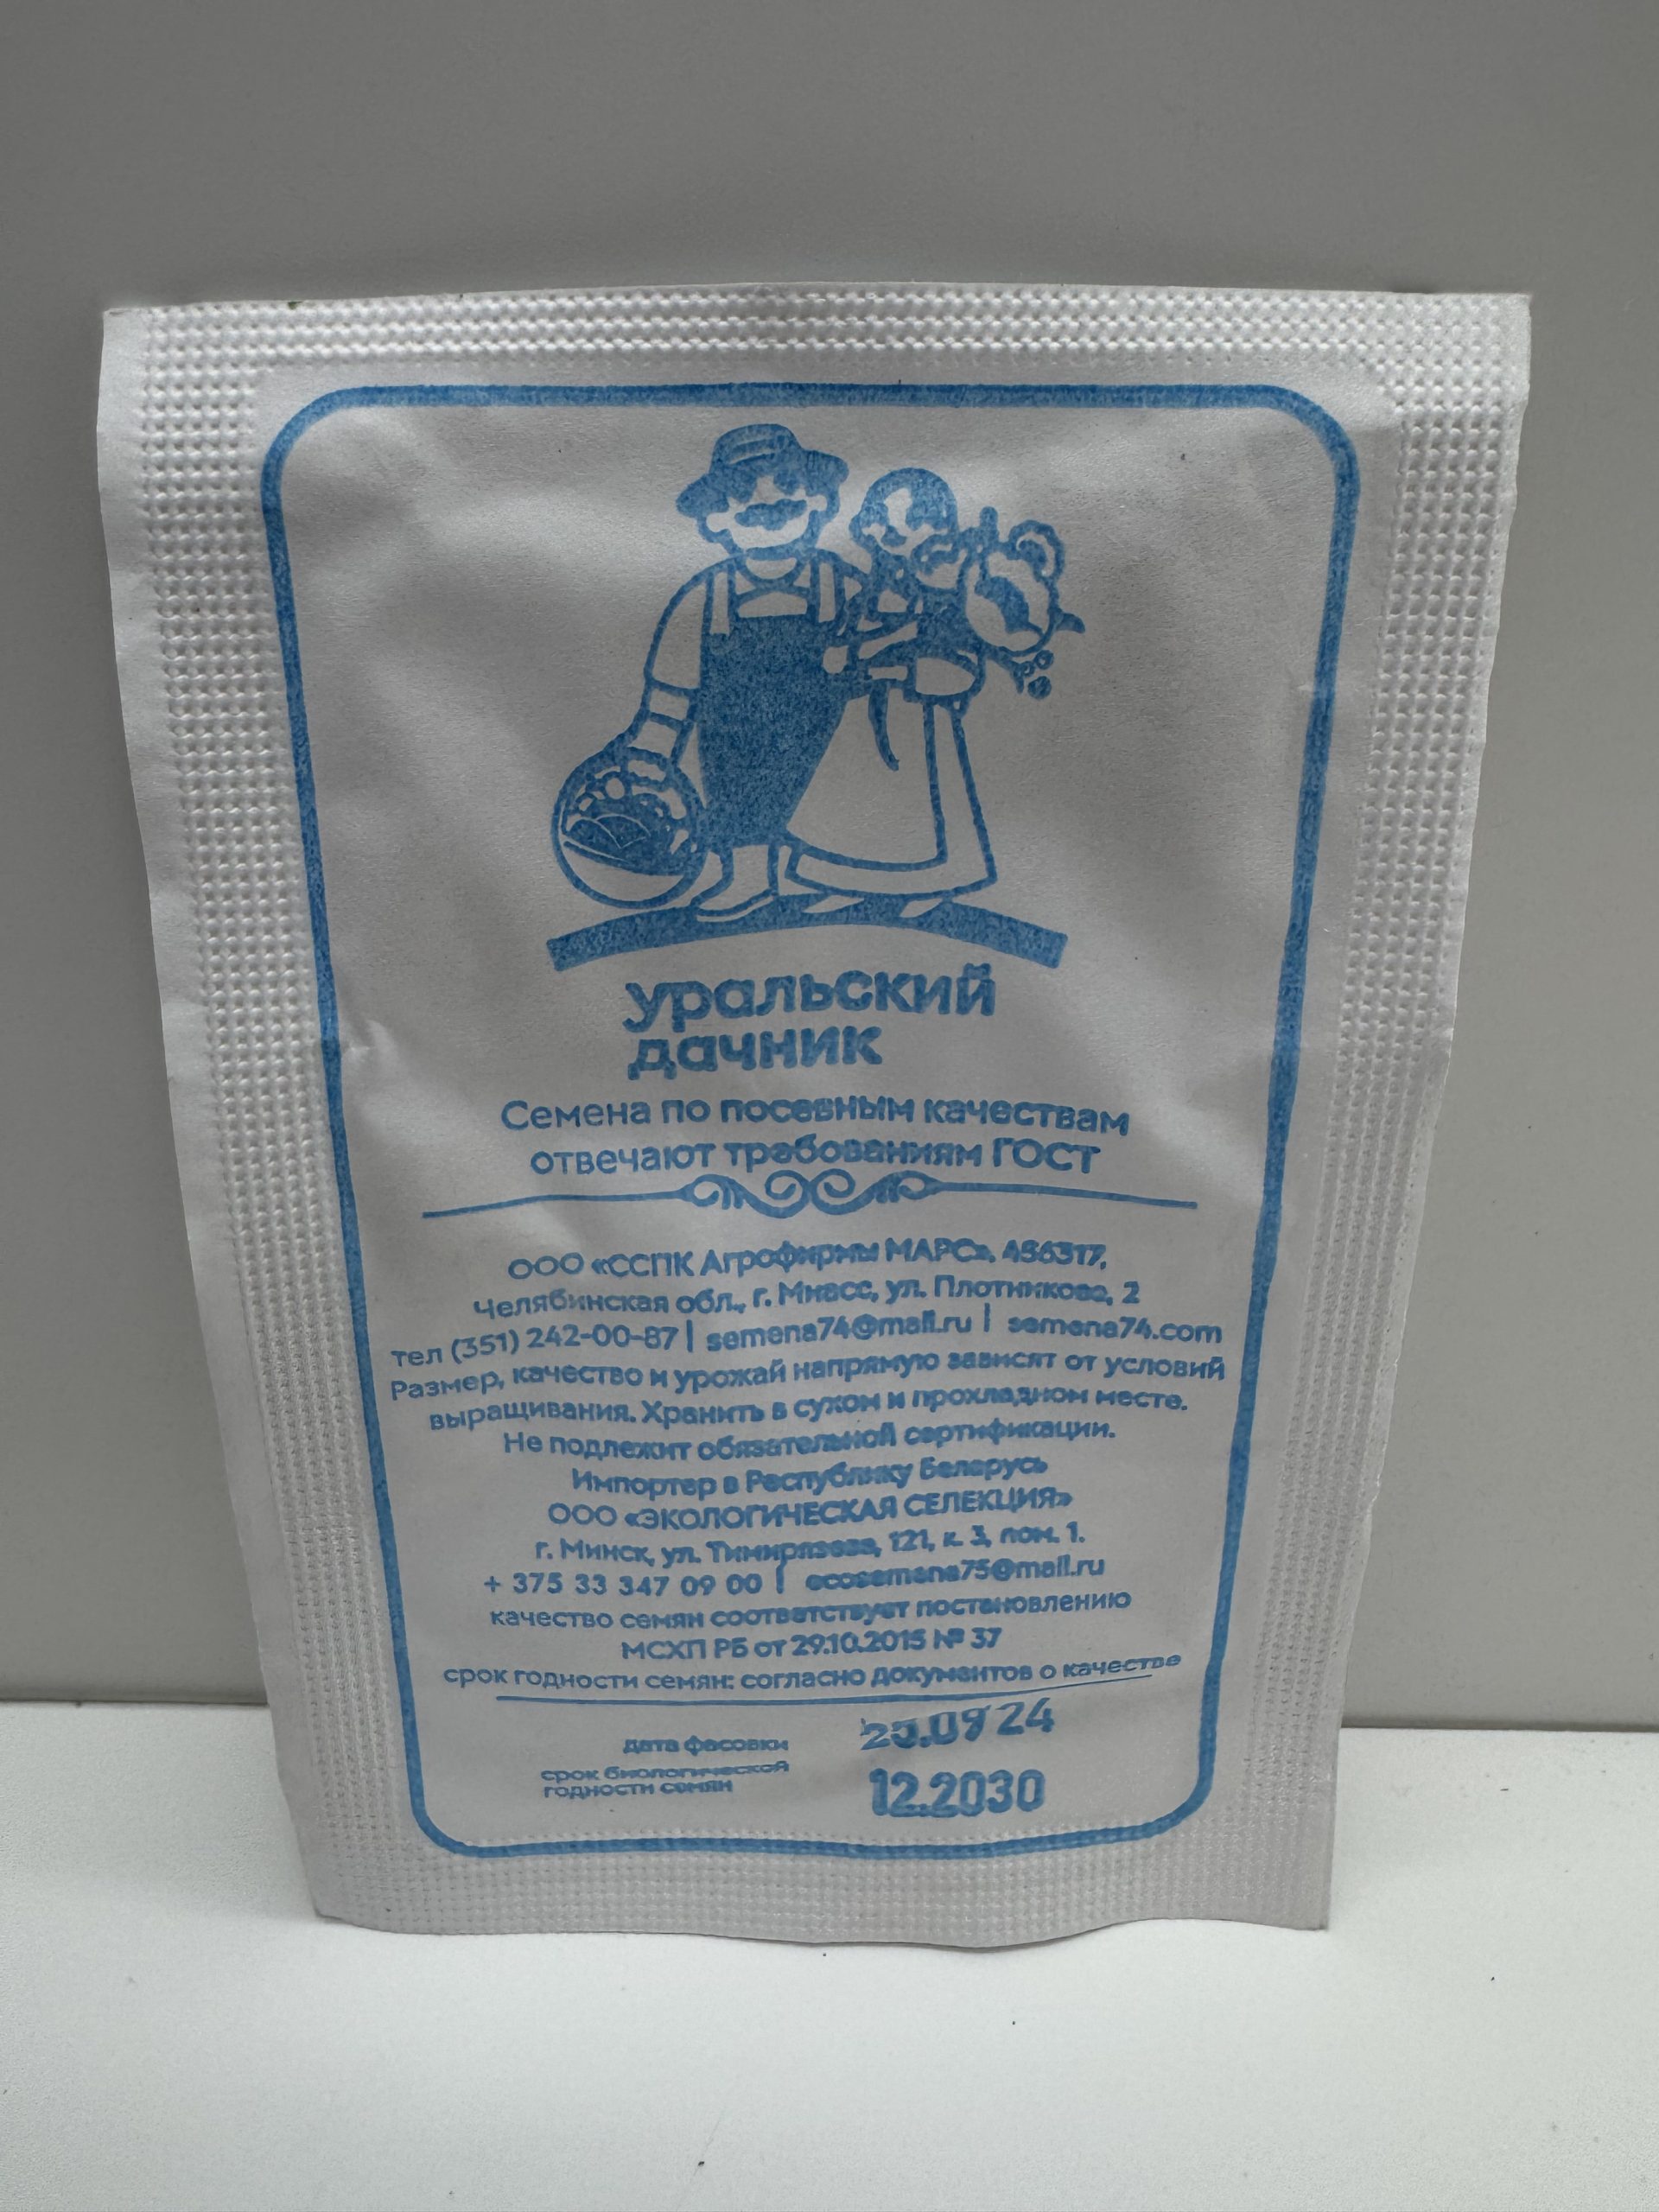 уральский
дачник
Семена по посевным качествам
отвечают требованиям ГОСТ
ООО «ССПК Агрофирмы МАРС», 456317,
Челябинская обл., г. Миасс, ул. Плотникова, 2
тел (351) 242-00-87 | semena74@mail.ru | semena74.com
Размер, качество и урожай напрямую зависят от условий
выращивания. Хранить в сухом и прохладном месте.
Не подлежит обязательной сертификации.
Импортер в Республику Беларусь
ООО «ЭКОЛОГИЧЕСКАЯ СЕЛЕКЦИЯ»
г. Минск, ул. Тимирязева, 121, к. 3, пом. 1.
+ 375 33 347 09 00 | ecosemena75@mail.ru
качество семян соответствует постановлению
МСХП РБ от 29.10.2015 № 37
срок годности семян: согласно документов о качестве
дата фасовки
срок биологической
годности семян
12.2030